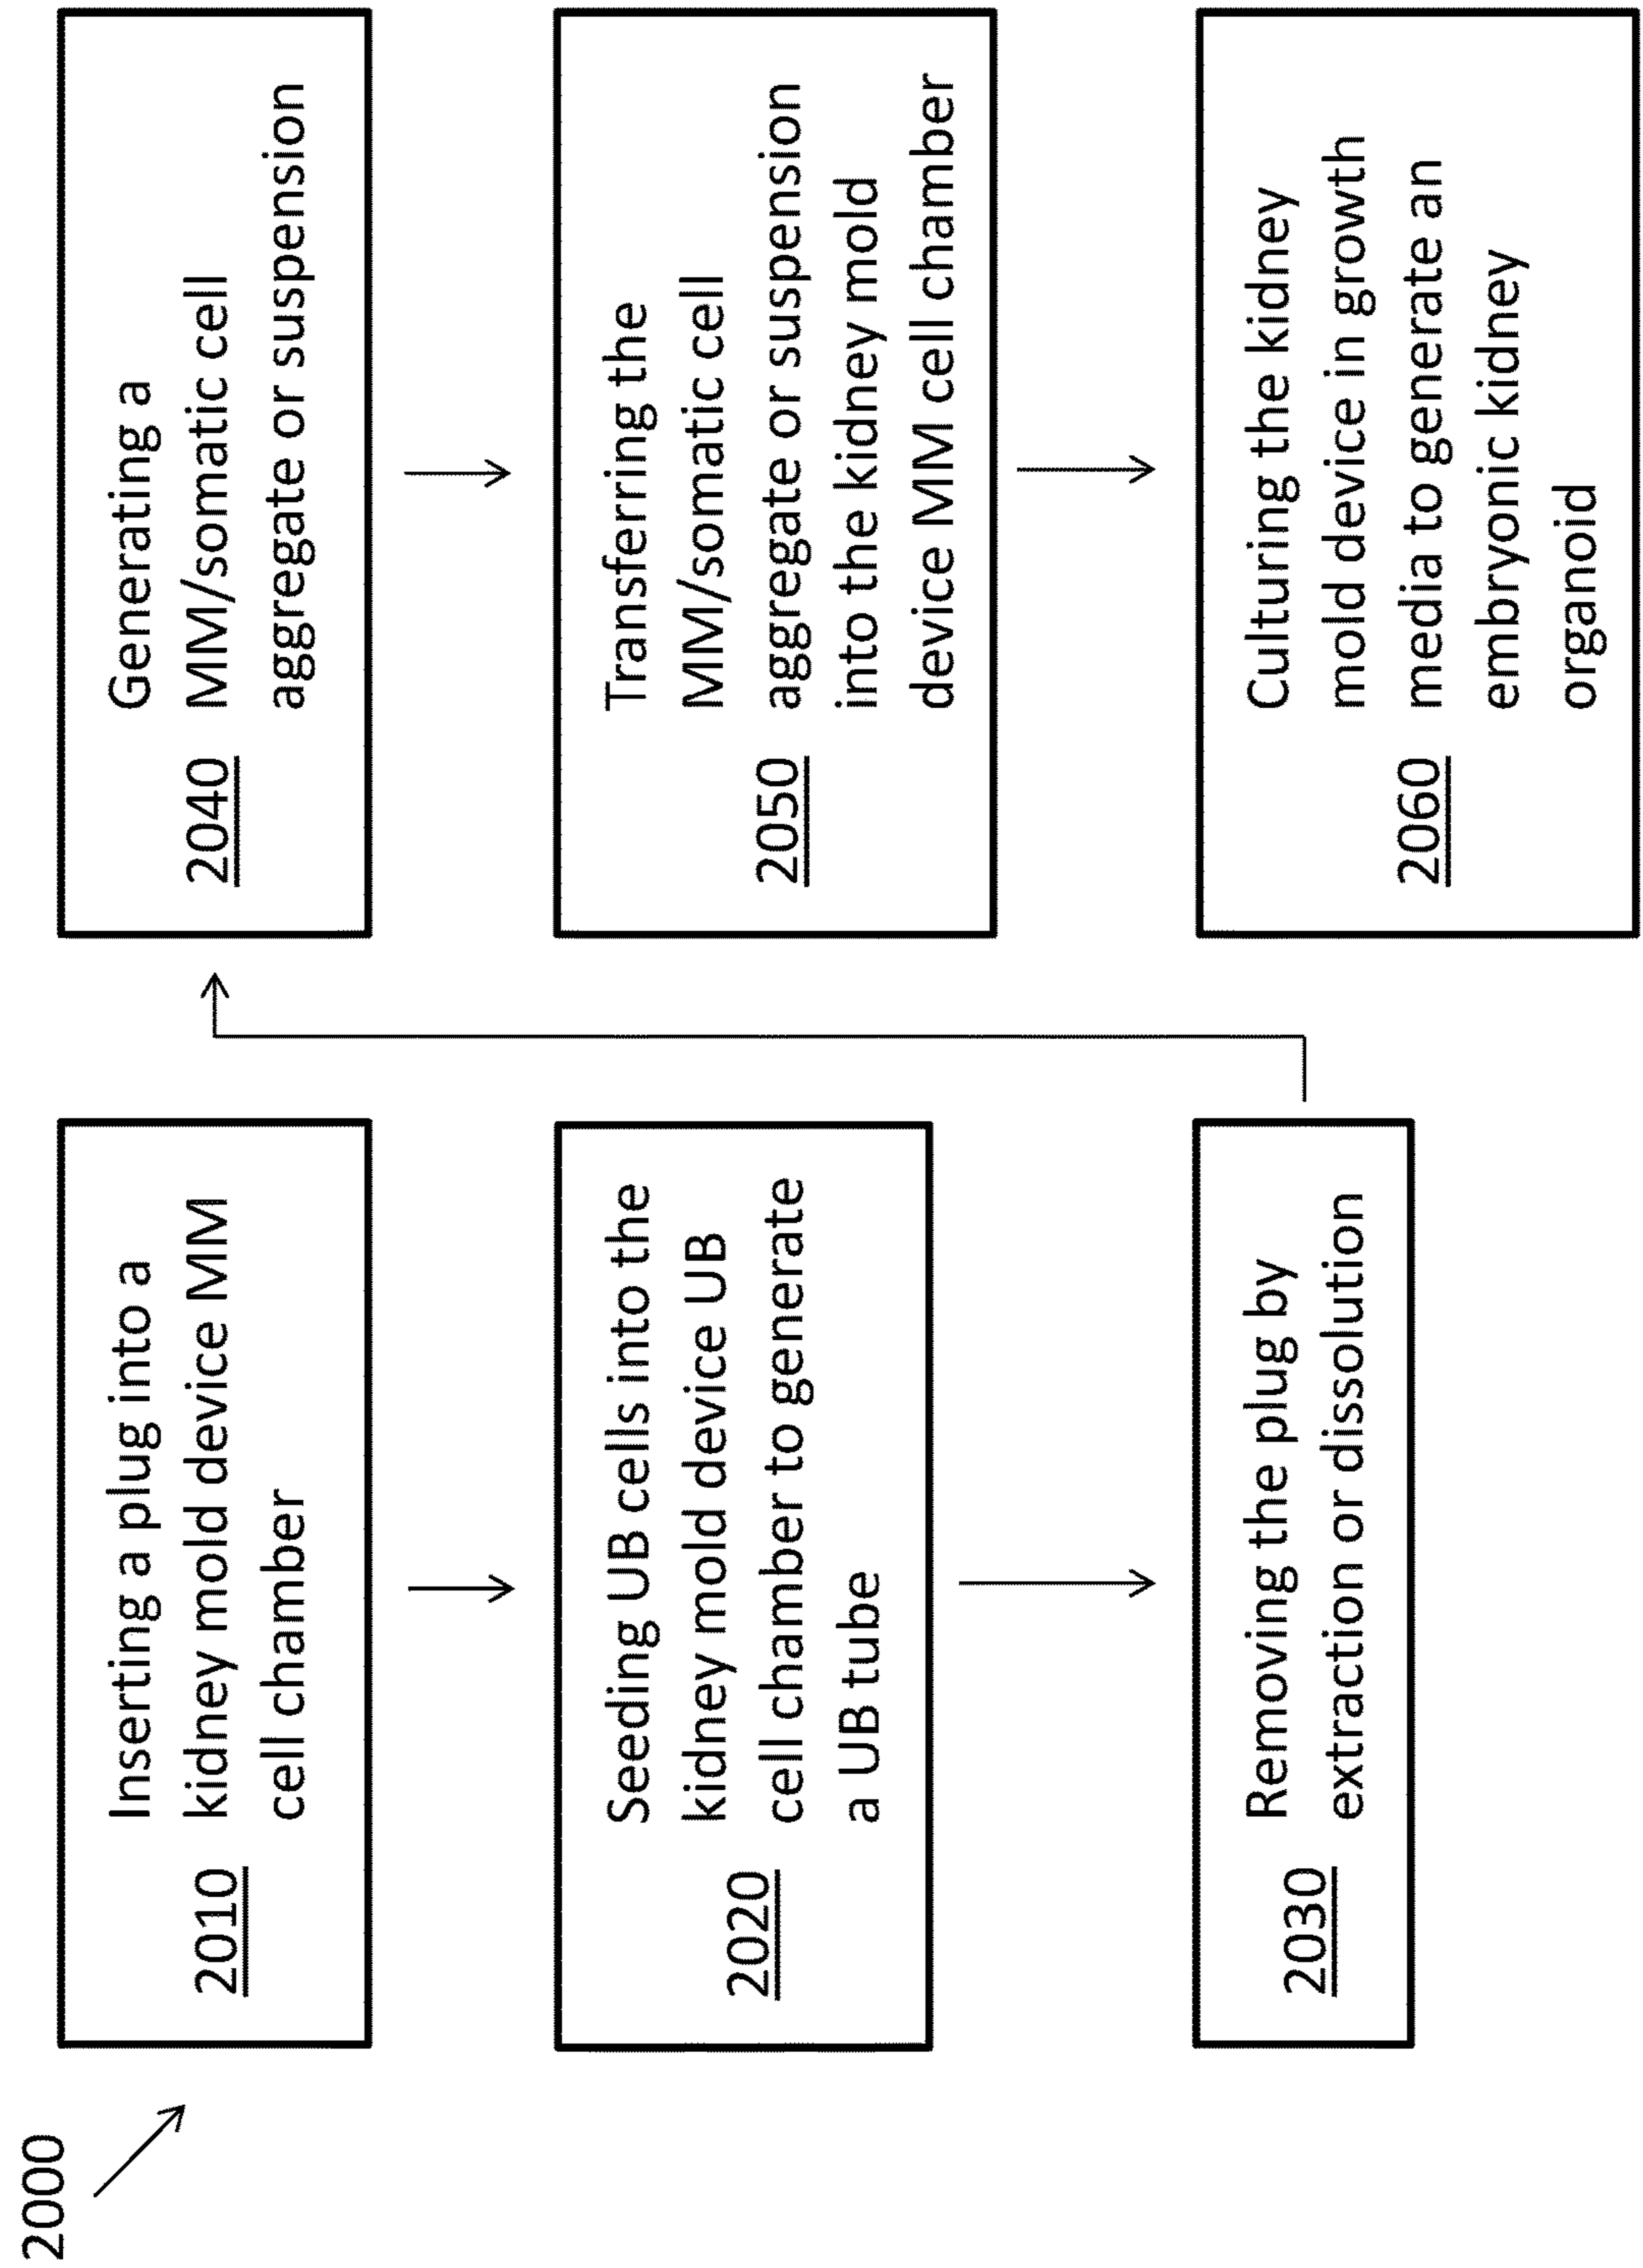 2000
2010
Inserting a plug into a
kidney mold device MM
cell chamber
2020
Seeding UB cells into the
kidney mold device UB
cell chamber to generate
a UB tube
2030
Removing the plug by
extraction or dissolution
2040
Generating a
MM/somatic cell
aggregate or suspension
2050
Transferring the
MM/somatic cell
aggregate or suspension
into the kidney mold
device MM cell chamber
2060
Culturing the kidney
mold device in growth
media to generate an
embryonic kidney
organoid